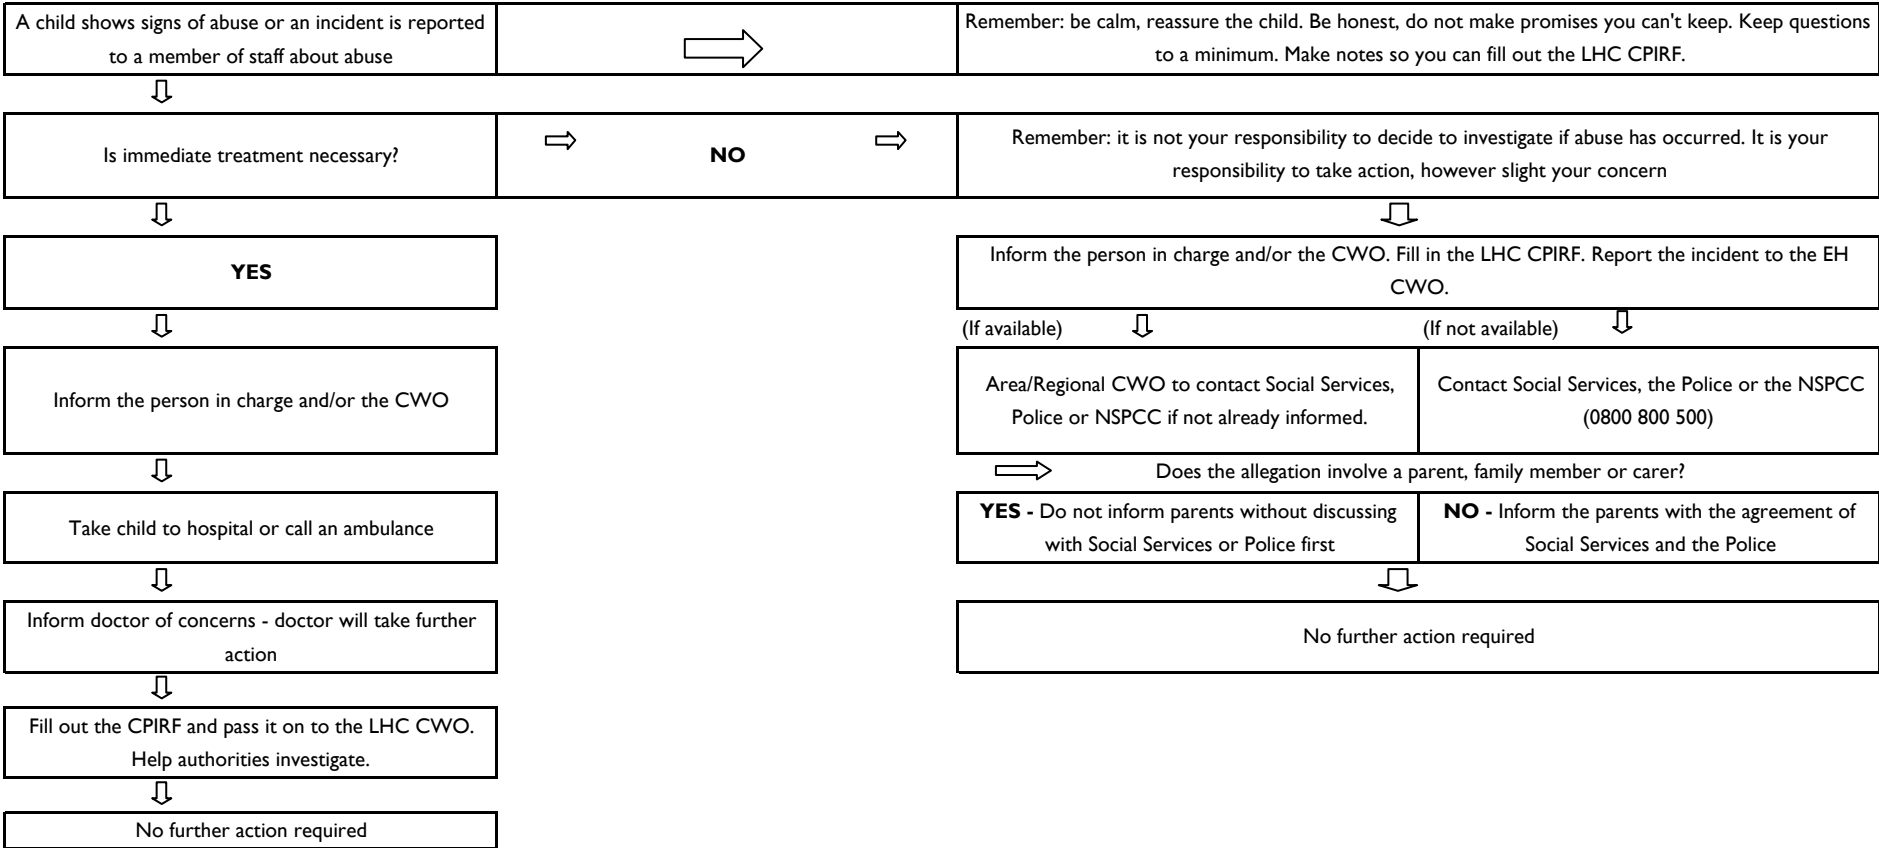 A child shows signs of abuse or an incident is reported
to a member of staff about abuse
Remember: be calm, reassure the child. Be honest, do not make promises you can't keep. Keep questions
to a minimum. Make notes so you can fill out the LHC CPIRF.
Is immediate treatment necessary?
NO
Remember: it is not your responsibility to decide to investigate if abuse has occurred. It is your
responsibility to take action, however slight your concern
YES
Inform the person in charge and/or the CWO. Fill in the LHC CPIRF. Report the incident to the EH
CWO.
(If available)
(If not available)
Inform the person in charge and/or the CWO
Area/Regional CWO to contact Social Services,
Police or NSPCC if not already informed.
Contact Social Services, the Police or the NSPCC
(0800 800 500)
Does the allegation involve a parent, family member or carer?
Take child to hospital or call an ambulance
YES - Do not inform parents without discussing
with Social Services or Police first
NO - Inform the parents with the agreement of
Social Services and the Police
Inform doctor of concerns - doctor will take further
action
No further action required
Fill out the CPIRF and pass it on to the LHC CWO.
Help authorities investigate.
No further action required